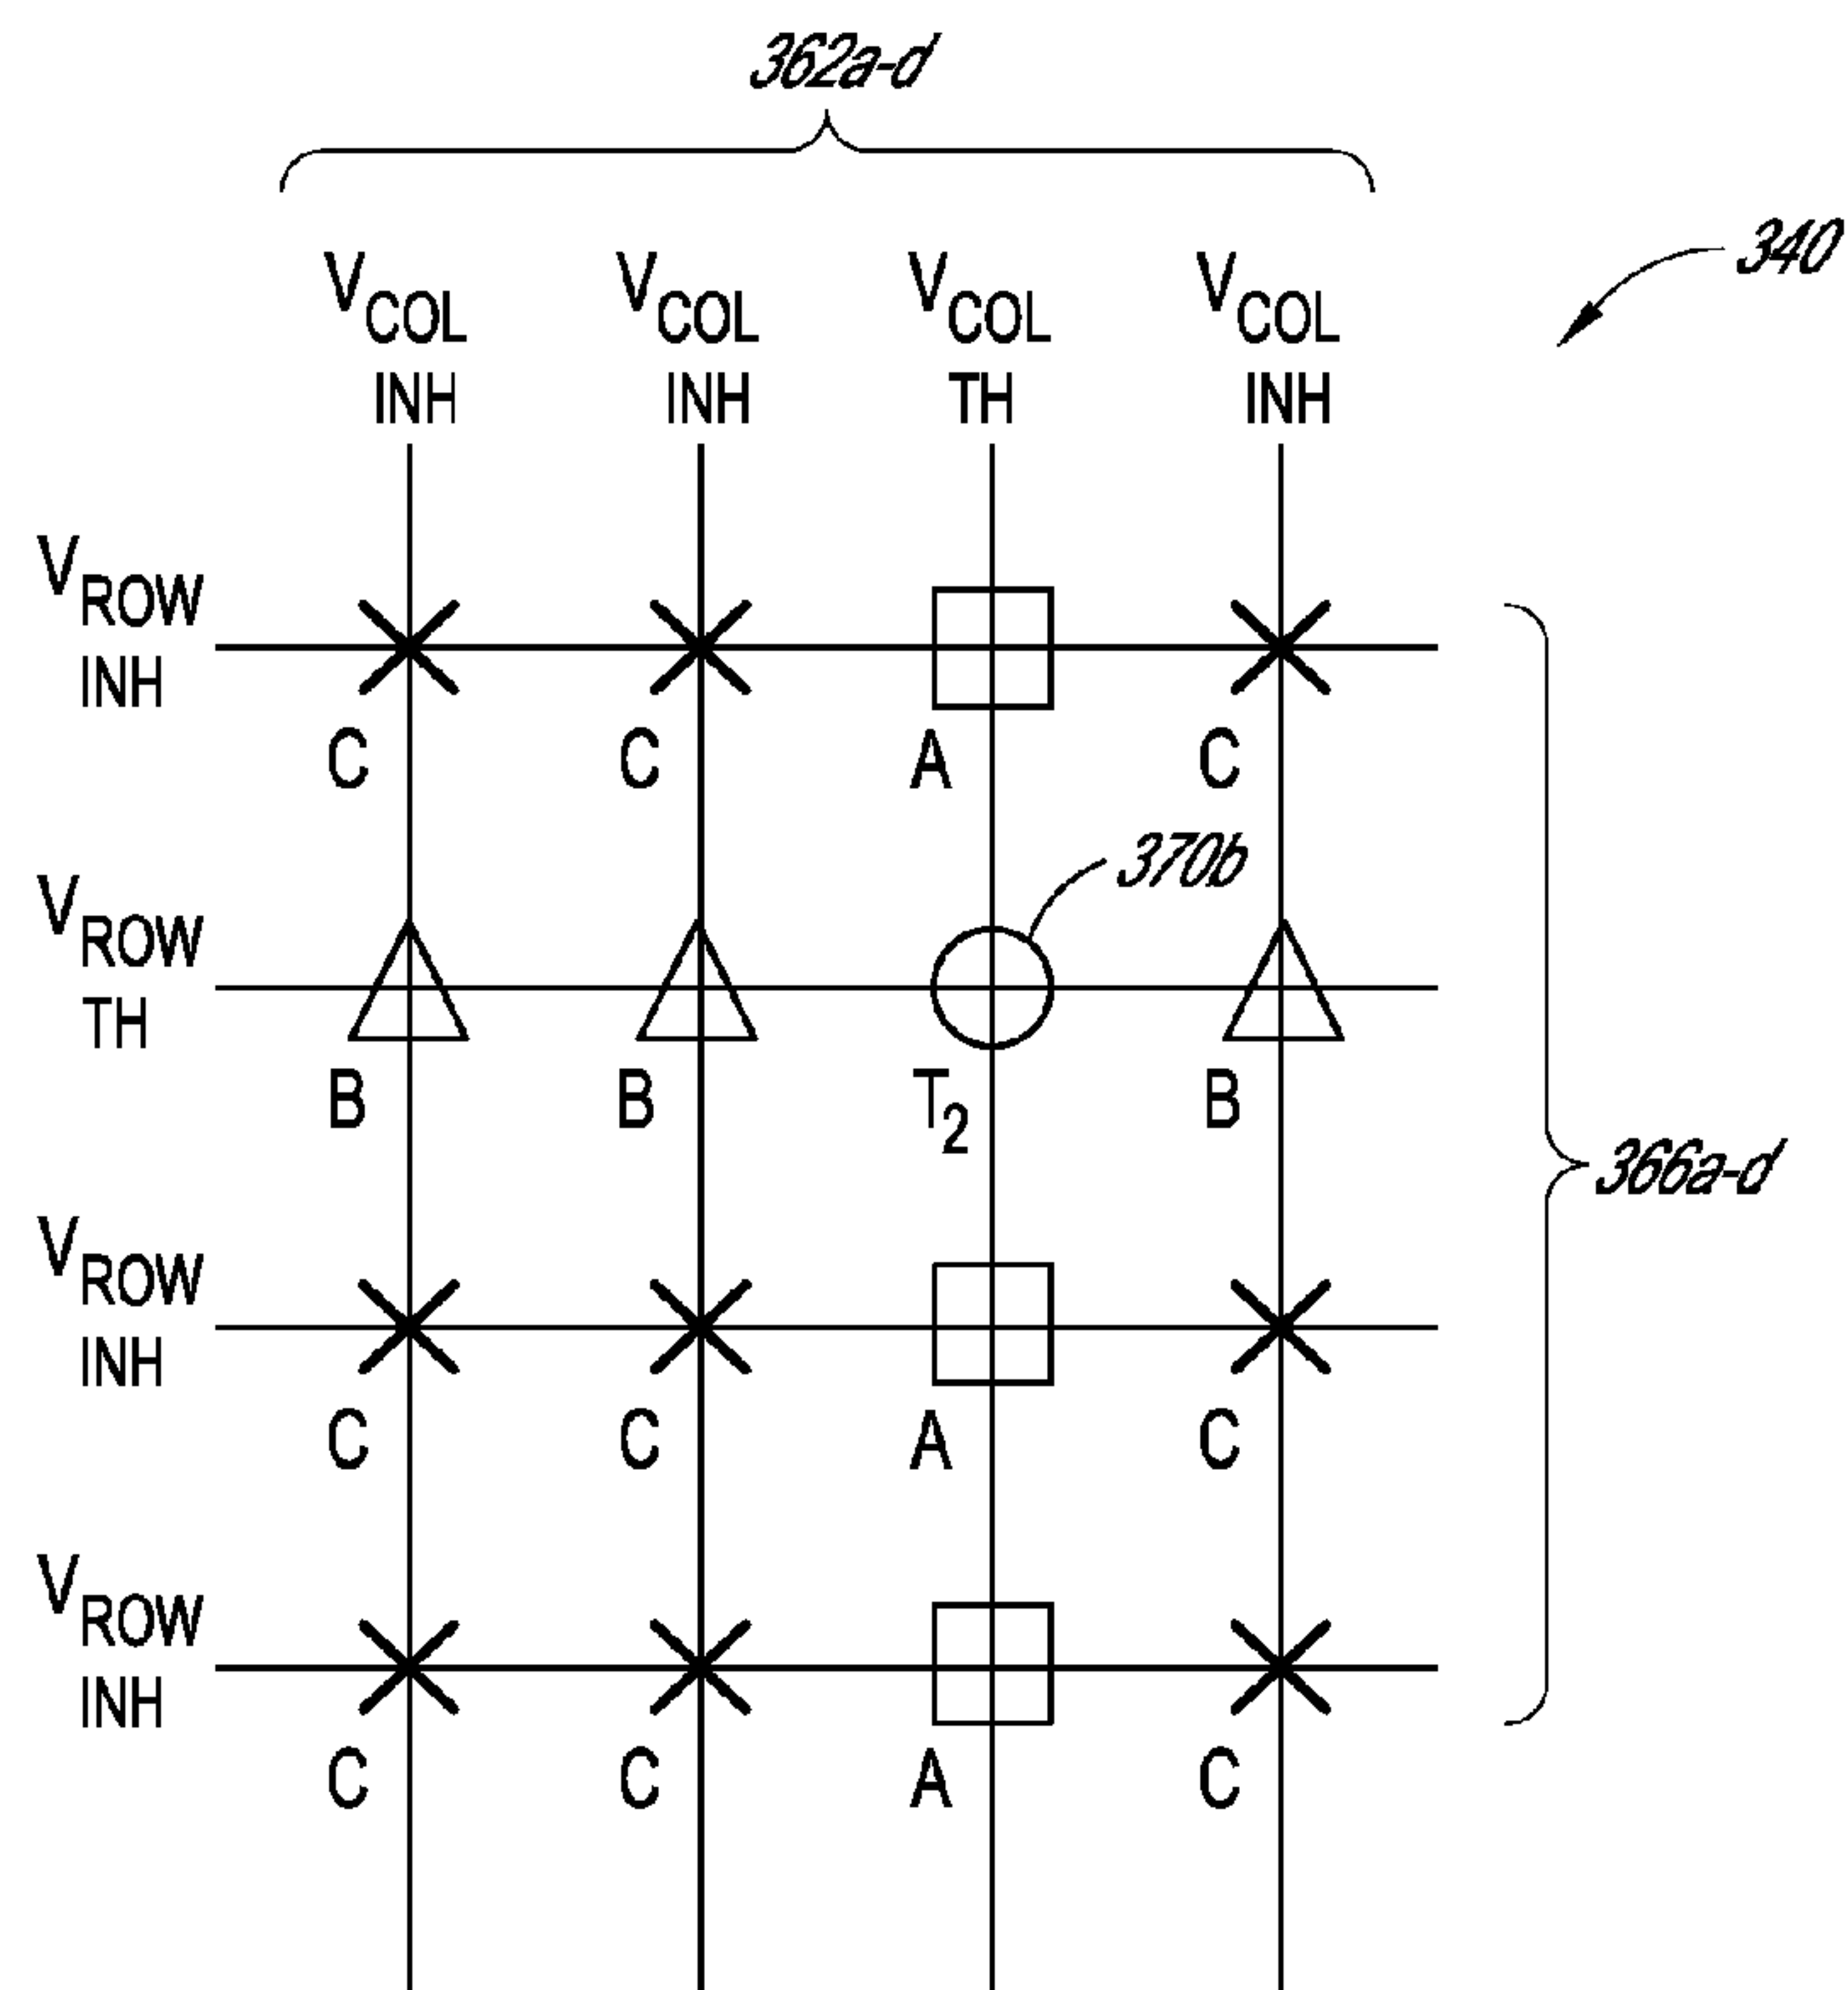 362a-d
340
V COL INH V COL INH V COL TH V COL INH
V ROW INH
C C A C
370b
V ROW TH
B B T2 B
366a-d
V ROW INH
C C A C
V ROW INH
C C A C